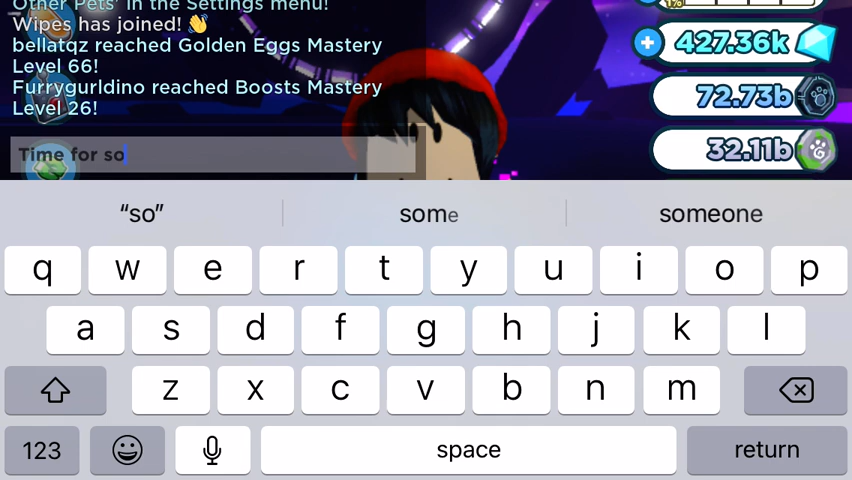 Other Pets' in the Settings menu!
Wipes has joined! 👋
bellatqz reached Golden Eggs Mastery
Level 66!
Furrygurldino reached Boosts Mastery
Level 26!
1%
427.36k
72.73b
32.11b
Time for so
“so” some someone
q w e r t y u i o p
a s d f g h j k l
z x c v b n m
123 space return